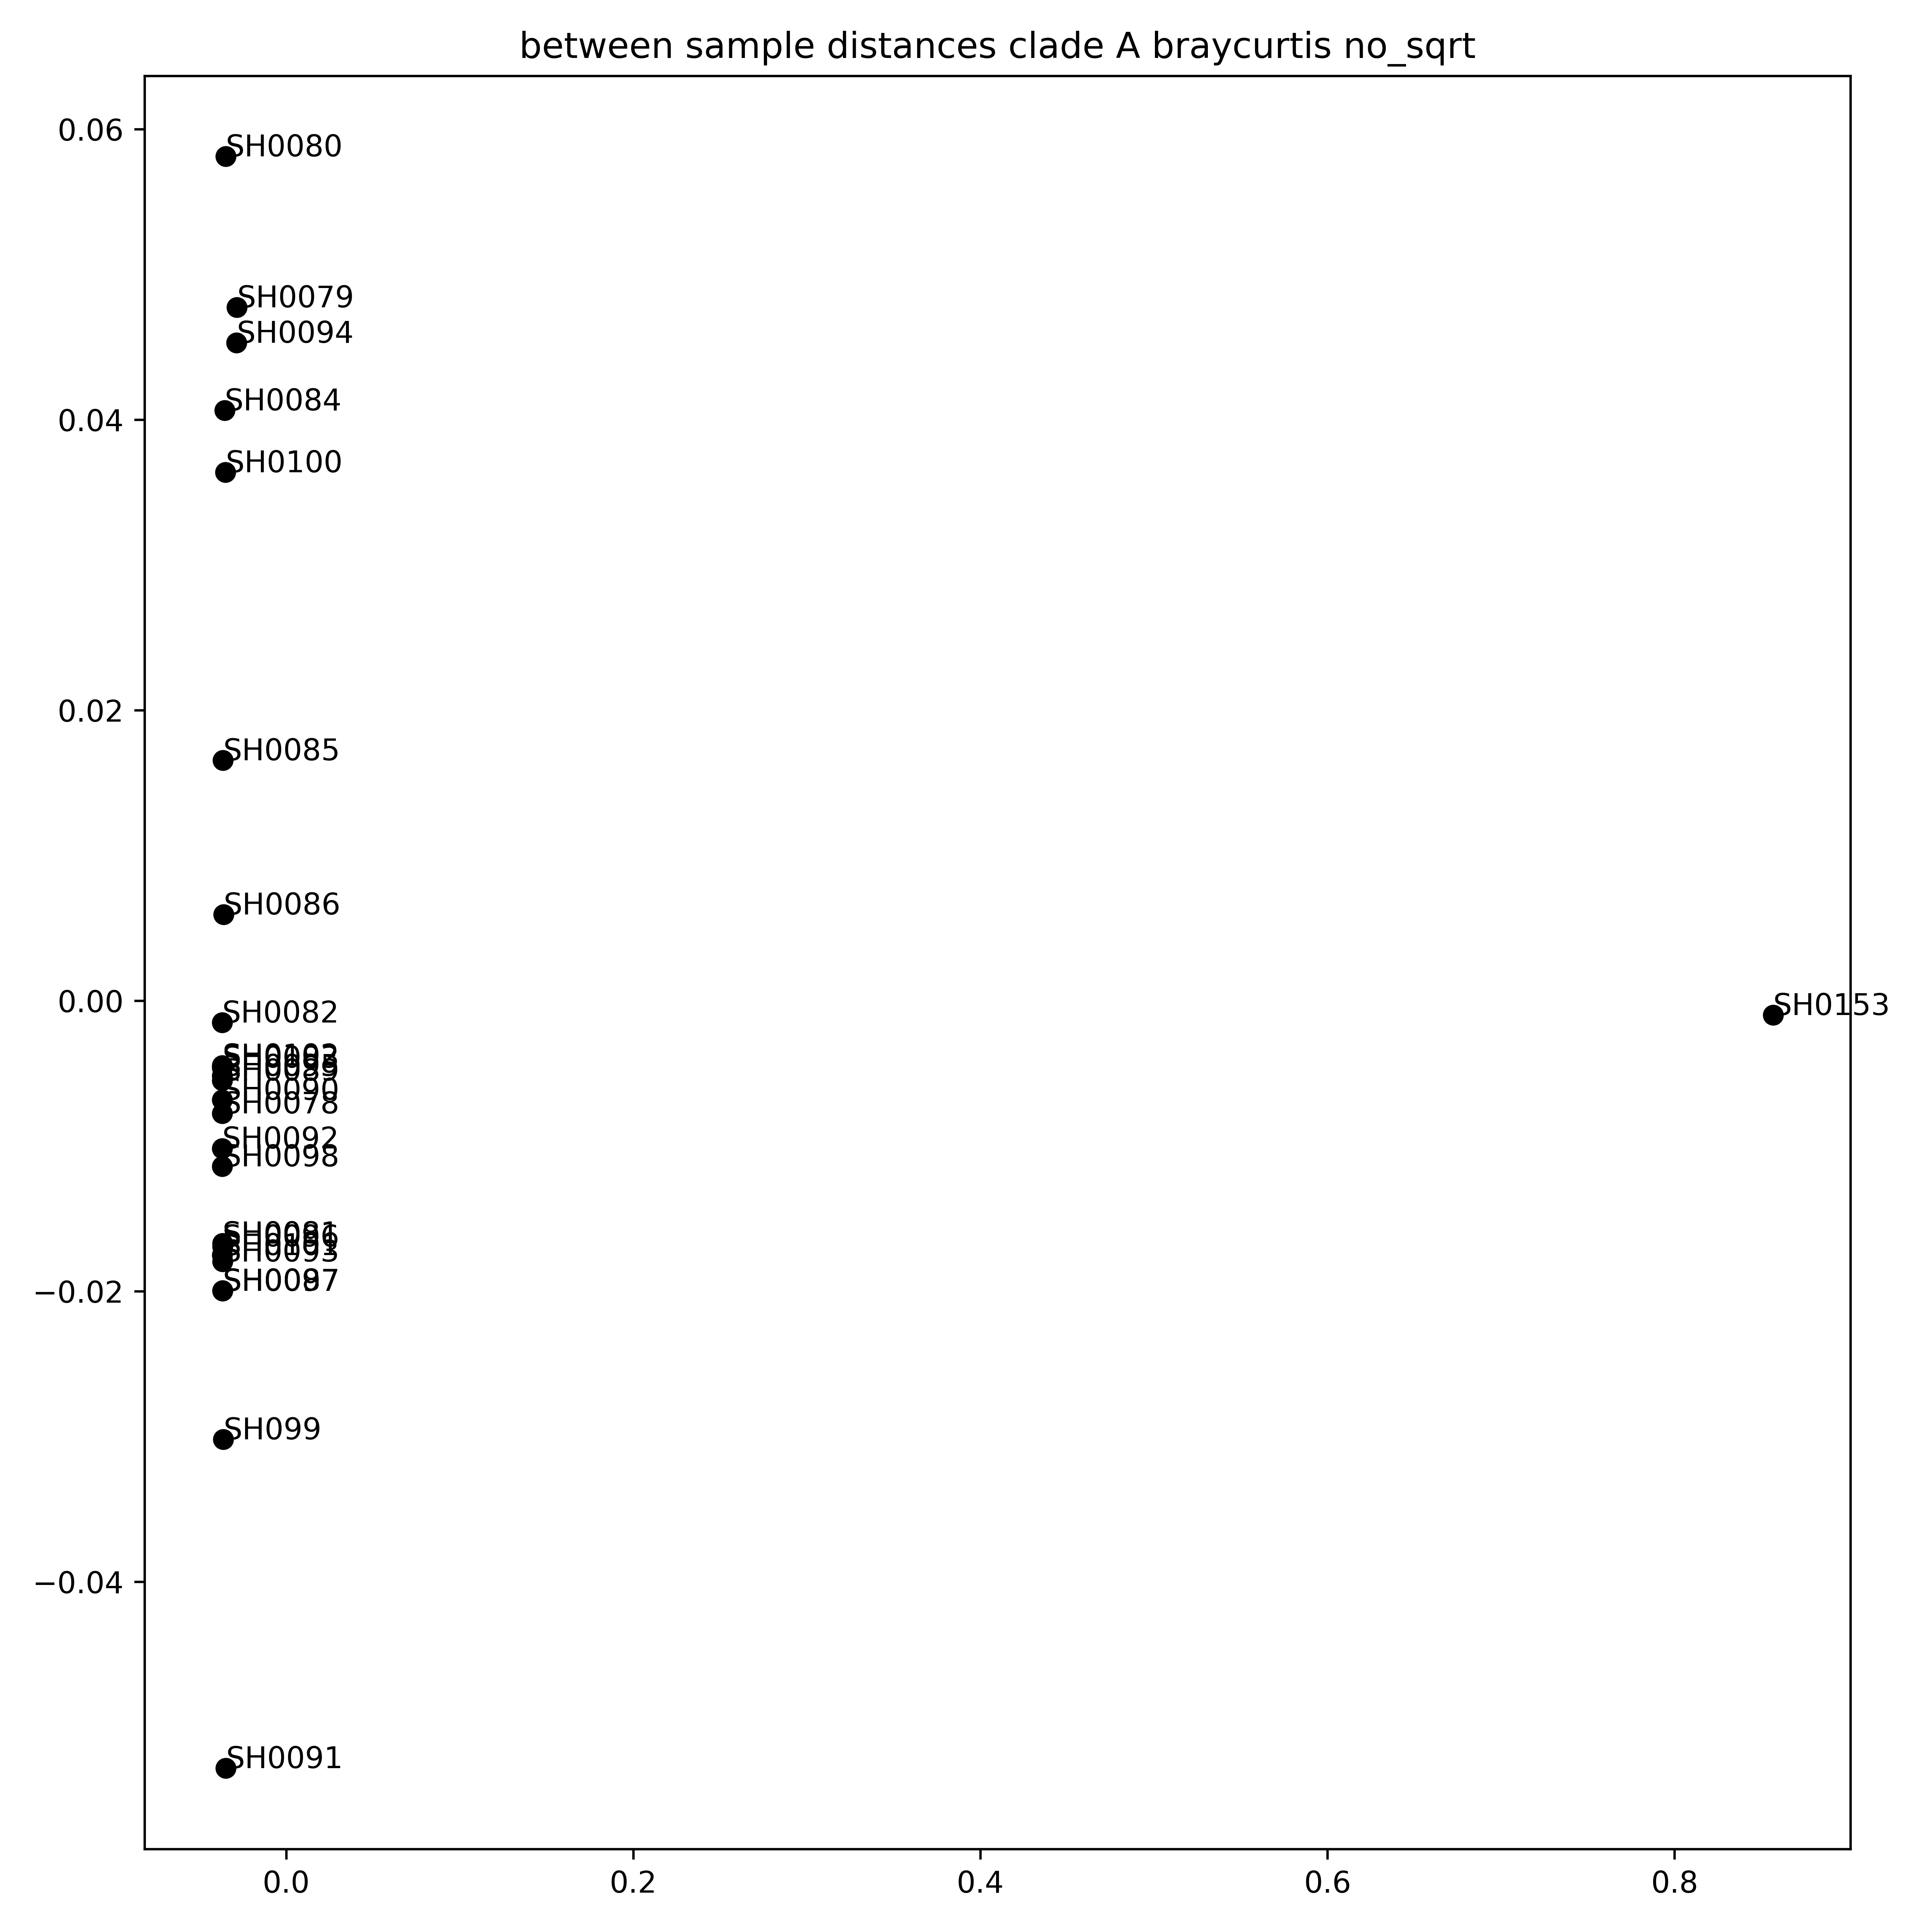 between sample distances clade A braycurtis no_sqrt
0.06
SH0080
SH0079
SH0094
0.04
SH0084
SH0100
0.02
SH0085
SH0086
0.00
SH0082
SH0153
SH0090
SH0078
SH0092
SH0098
−0.02
SH0097
SH099
−0.04
SH0091
0.0
0.2
0.4
0.6
0.8